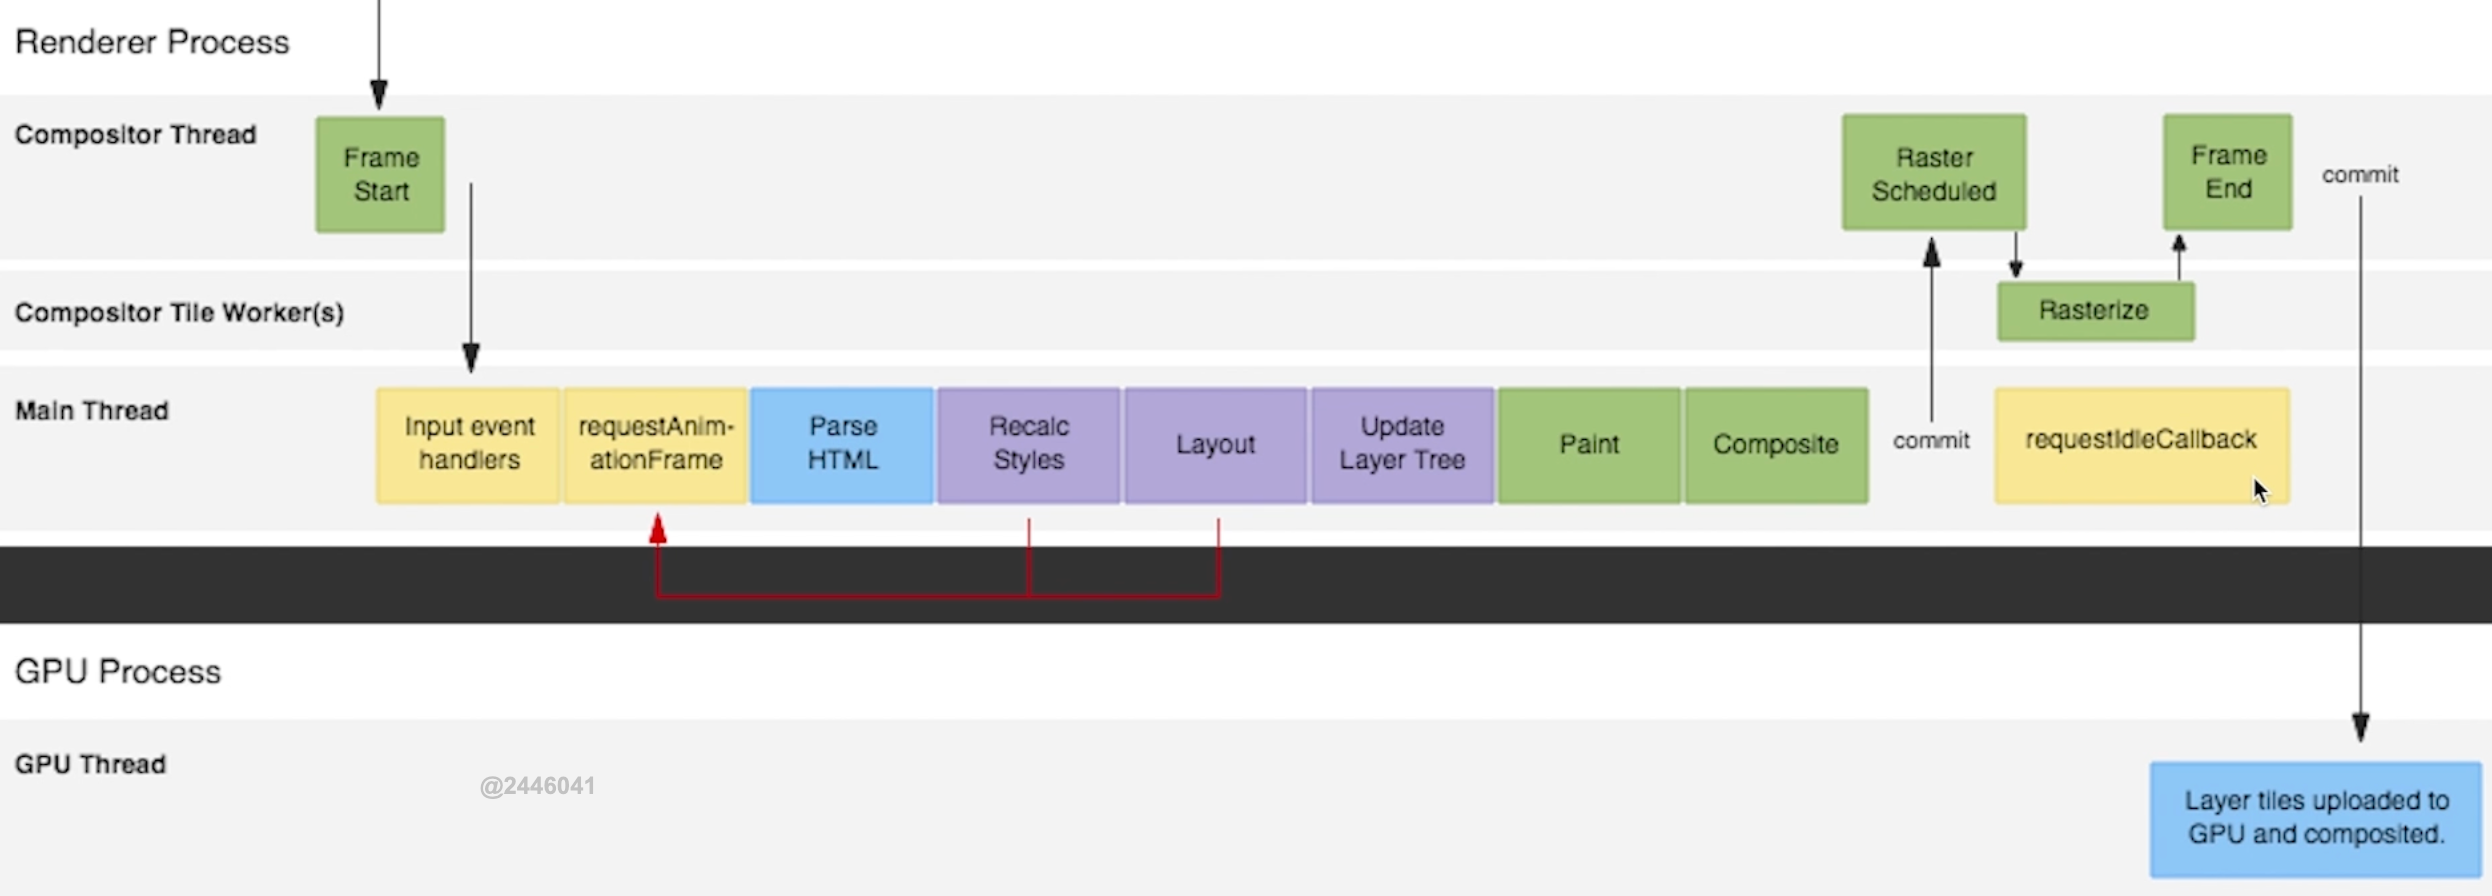 Renderer Process
Compositor Thread
Frame
Start
Raster
Scheduled
Frame
End
commit
Compositor Tile Worker(s)
Rasterize
Main Thread
Input event
handlers
requestAnim-
ationFrame
Parse
HTML
Recalc
Styles
Layout
Update
Layer Tree
Paint
Composite
commit
requestIdleCallback
GPU Process
GPU Thread
@2446041
Layer tiles uploaded to
GPU and composited.